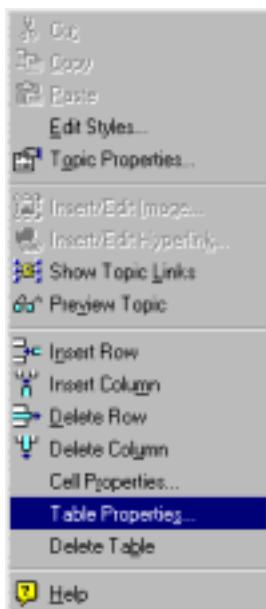 Cut
Copy
Paste
Edit Styles...
Topic Properties...
Insert/Edit Image...
Insert/Edit Hyperlink...
Show Topic Links
Preview Topic
Insert Row
Insert Column
Delete Row
Delete Column
Cell Properties...
Table Properties...
Delete Table
? Help